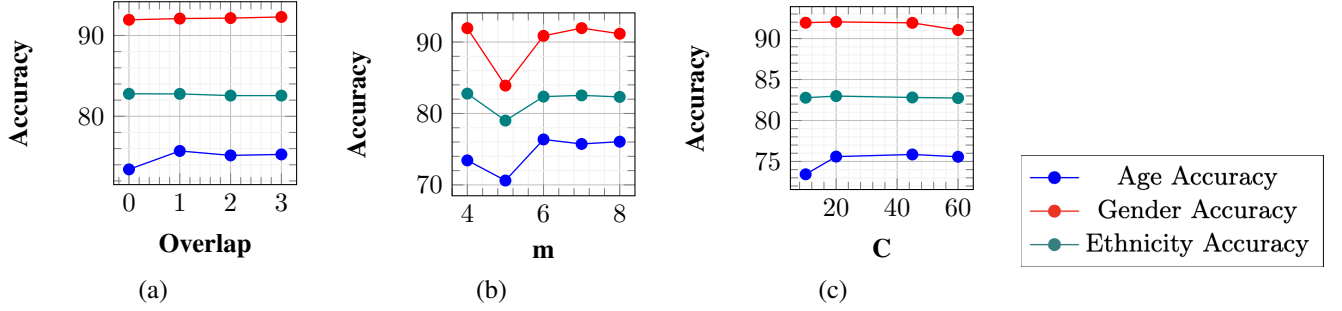 Accuracy
90
80
0 1 2 3
Overlap
(a)
Accuracy
90
80
70
4 6 8
m
(b)
Accuracy
90
85
80
75
20 40 60
C
(c)
Age Accuracy
Gender Accuracy
Ethnicity Accuracy